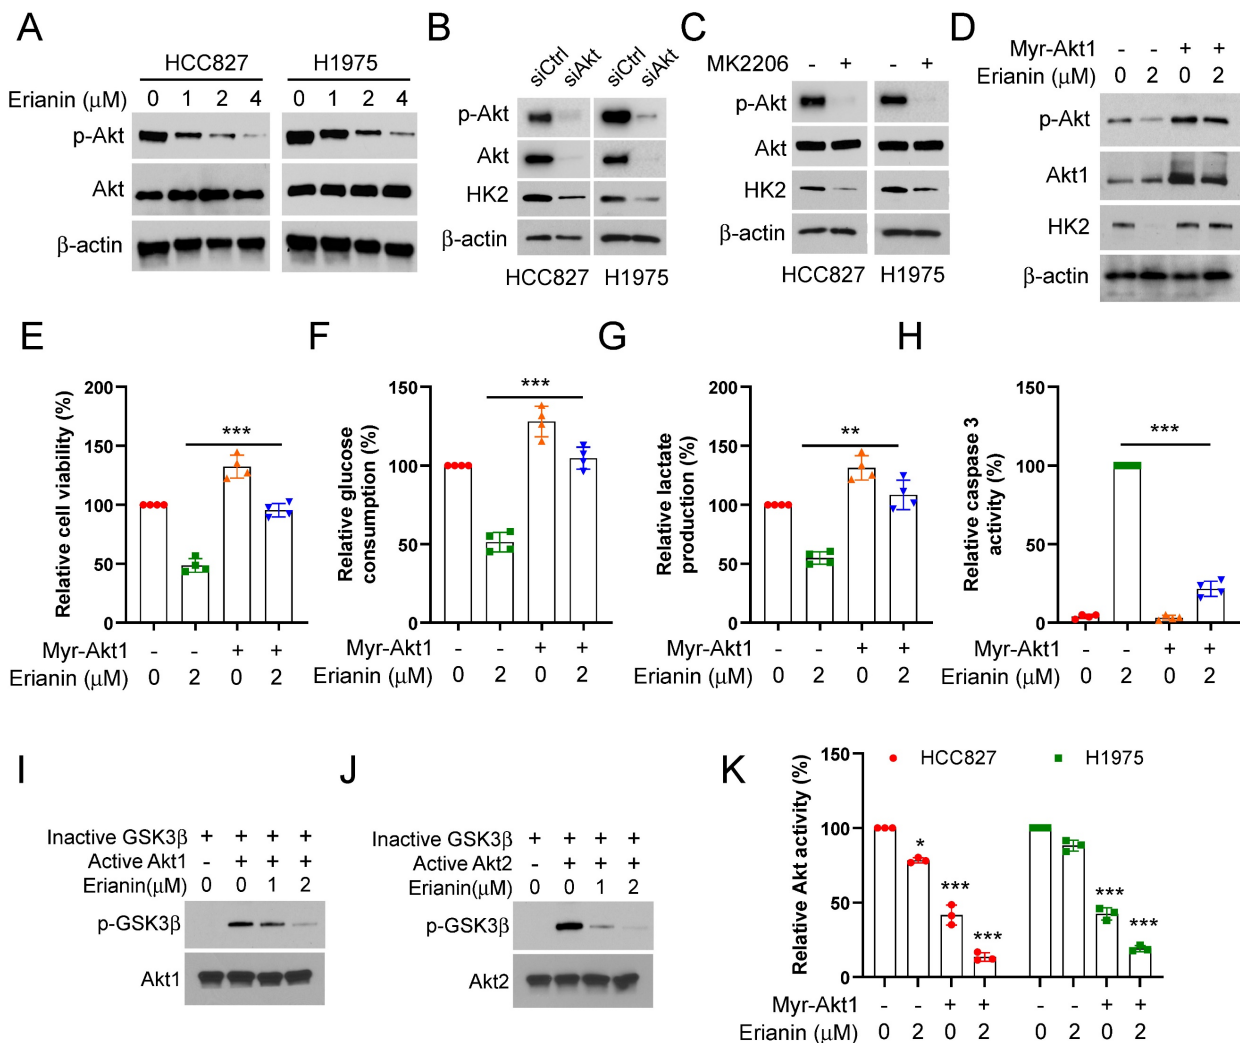 A
HCC827 H1975
Erianin (μM) 0 1 2 4 0 1 2 4
p-Akt
Akt
β-actin
B
siCtrl siAkt siCtrl siAkt
p-Akt
Akt
HK2
β-actin
HCC827 H1975
C
MK2206 - + - +
p-Akt
Akt
HK2
β-actin
HCC827 H1975
D
Myr-Akt1 - - + +
Erianin (μM) 0 2 0 2
p-Akt
Akt1
HK2
β-actin
E
Relative cell viability (%)
200
150
100
50
0
***
Myr-Akt1 - - + +
Erianin (μM) 0 2 0 2
F
Relative glucose
consumption (%)
150
100
50
0
***
Myr-Akt1 - - + +
Erianin (μM) 0 2 0 2
G
Relative lactate
production (%)
200
150
100
50
0
**
Myr-Akt1 - - + +
Erianin (μM) 0 2 0 2
H
Relative caspase 3
activity (%)
150
100
50
0
***
Myr-Akt1 - - + +
Erianin (μM) 0 2 0 2
I
Inactive GSK3β + + + +
Active Akt1 - + + +
Erianin(μM) 0 0 1 2
p-GSK3β
Akt1
J
Inactive GSK3β + + + +
Active Akt2 - + + +
Erianin(μM) 0 0 1 2
p-GSK3β
Akt2
K
HCC827 H1975
Relative Akt activity (%)
150
100
50
0
* *** *** *** ***
Myr-Akt1 - - + + - - + +
Erianin (μM) 0 2 0 2 0 2 0 2